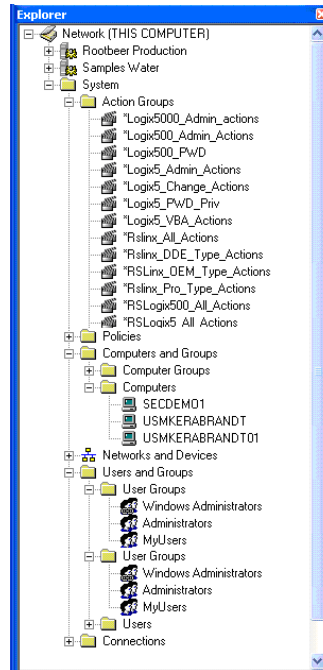 Explorer
Network (THIS COMPUTER)
Rootbeer Production
Samples Water
System
Action Groups
*Logix5000_Admin_actions
*Logix500_Admin_Actions
*Logix500_PWD
*Logix5_Admin_Actions
*Logix5_Change_Actions
*Logix5_PWD_Priv
*Logix5_VBA_Actions
*Rslinx_All_Actions
*Rslinx_DDE_Type_Actions
*RSLinx_OEM_Type_Actions
*Rslinx_Pro_Type_Actions
*RSLogix500_All_Actions
*RSLogix5_All_Actions
Policies
Computers and Groups
Computer Groups
Computers
SECDEMO1
USMKERABRANDT
USMKERABRANDT01
Networks and Devices
Users and Groups
User Groups
Windows Administrators
Administrators
MyUsers
User Groups
Windows Administrators
Administrators
MyUsers
Users
Connections